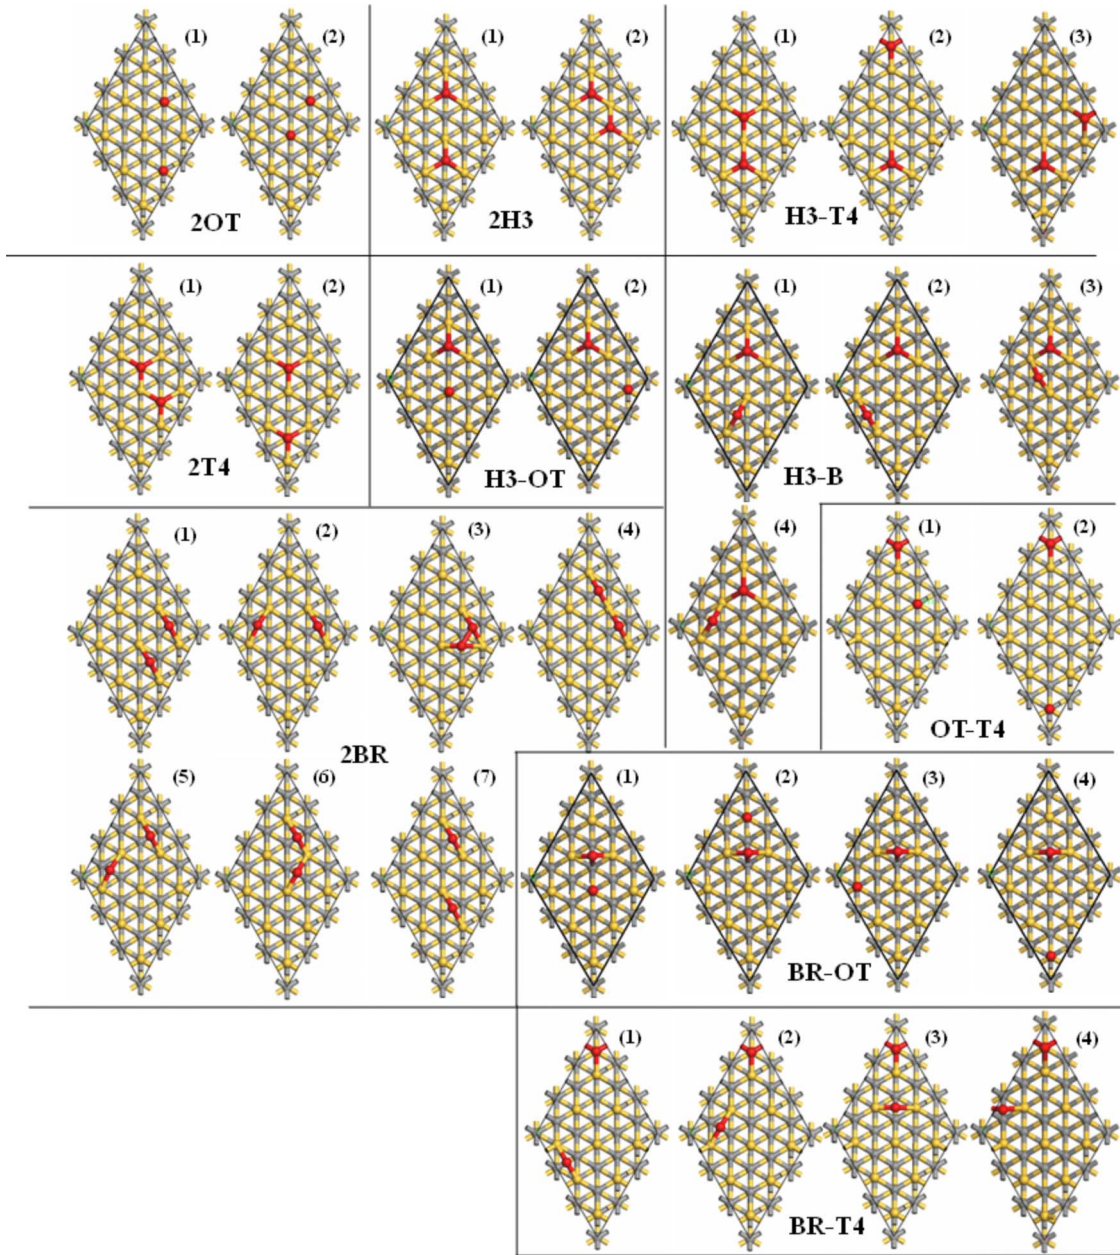 (1) (2) (1) (2) (1) (2) (3)
2OT 2H3 H3-T4
(1) (2) (1) (2) (1) (2) (3)
2T4 H3-OT H3-B
(1) (2) (3) (4) (4) (1) (2)
OT-T4
2BR
(5) (6) (7) (1) (2) (3) (4)
BR-OT
(1) (2) (3) (4)
BR-T4